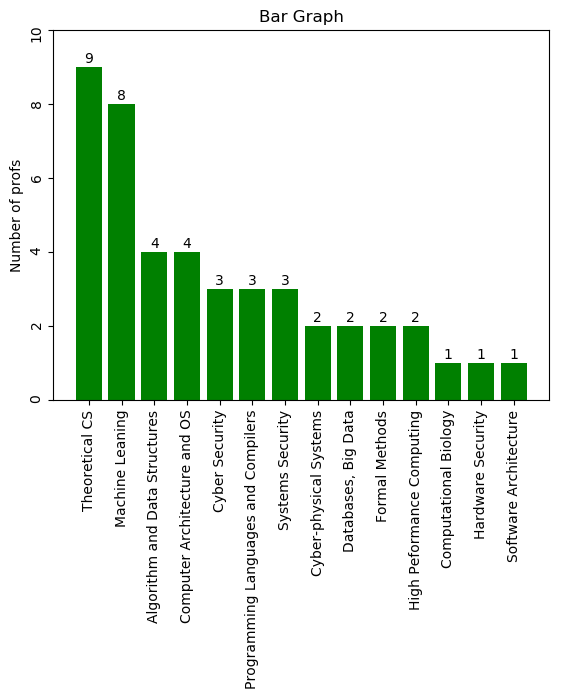 Bar Graph
Number of profs
10
8
6
4
2
0
9
8
4
4
3
3
3
2
2
2
2
1
1
1
Theoretical CS
Machine Leaning
Algorithm and Data Structures
Computer Architecture and OS
Cyber Security
Programming Languages and Compilers
Systems Security
Cyber-physical Systems
Databases, Big Data
Formal Methods
High Peformance Computing
Computational Biology
Hardware Security
Software Architecture